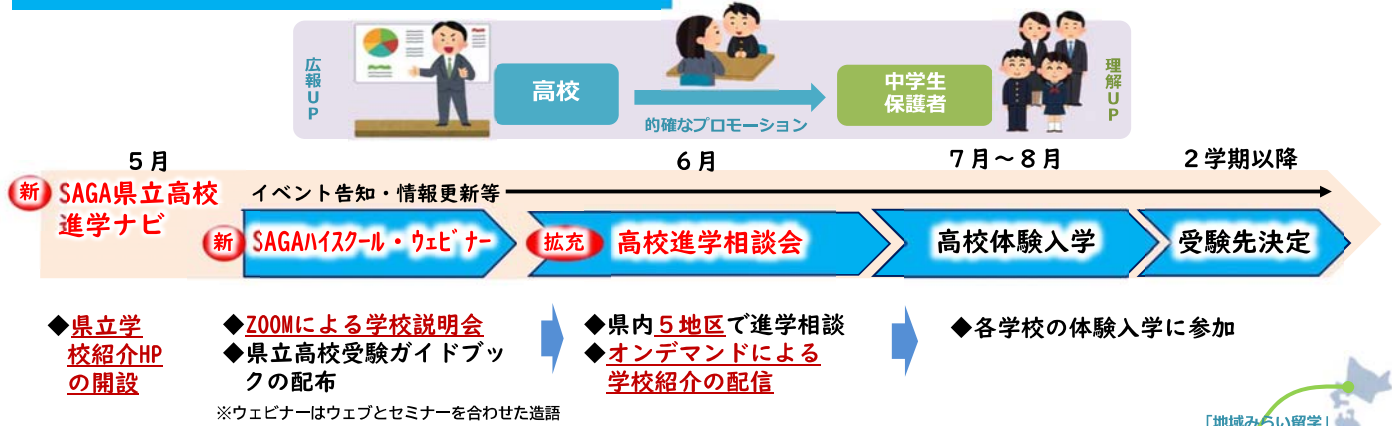 広報UP
高校
的確なプロモーション
中学生
保護者
理解UP
5月
6月
7月～8月
2学期以降
新
SAGA県立高校
進学ナビ
イベント告知・情報更新等
新
SAGAハイスクール・ウェビナー
拡充
高校進学相談会
高校体験入学
受験先決定
◆県立学
校紹介HP
の開設
◆ZOOMによる学校説明会
◆県立高校受験ガイドブッ
クの配布
※ウェビナーはウェブとセミナーを合わせた造語
◆県内5地区で進学相談
◆オンデマンドによる
学校紹介の配信
◆各学校の体験入学に参加
「地域みらい留学」